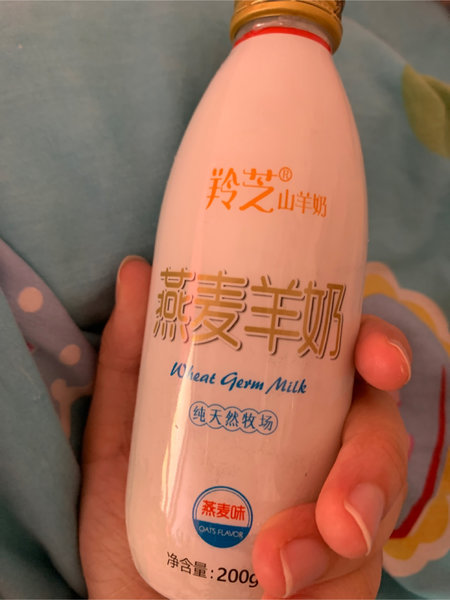 羚芝®山羊奶
燕麦羊奶
Wheat Germ Milk
纯天然牧场
燕麦味
OATS FLAVOR
净含量:200g